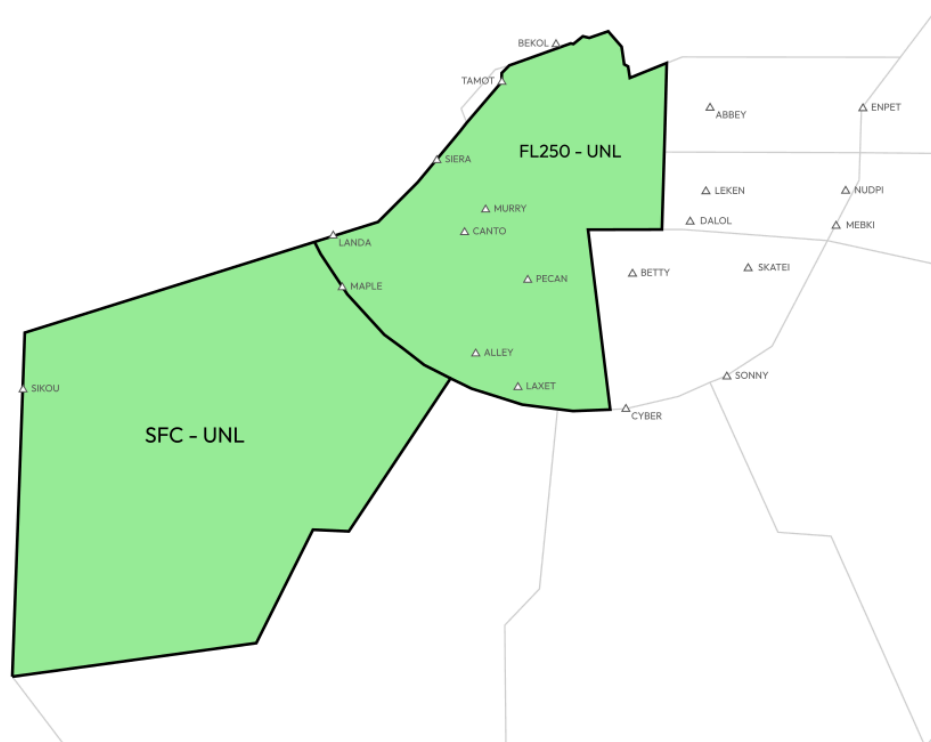 BEKOL
TAMOT
ABBEY
ENPET
FL250 - UNL
SIERA
LEKEN
NUDPI
MURRY
DALOL
MEBKI
CANTO
LANDA
BETTY
SKATEI
PECAN
MAPLE
ALLEY
SONNY
LAXET
SIKOU
CYBER
SFC - UNL